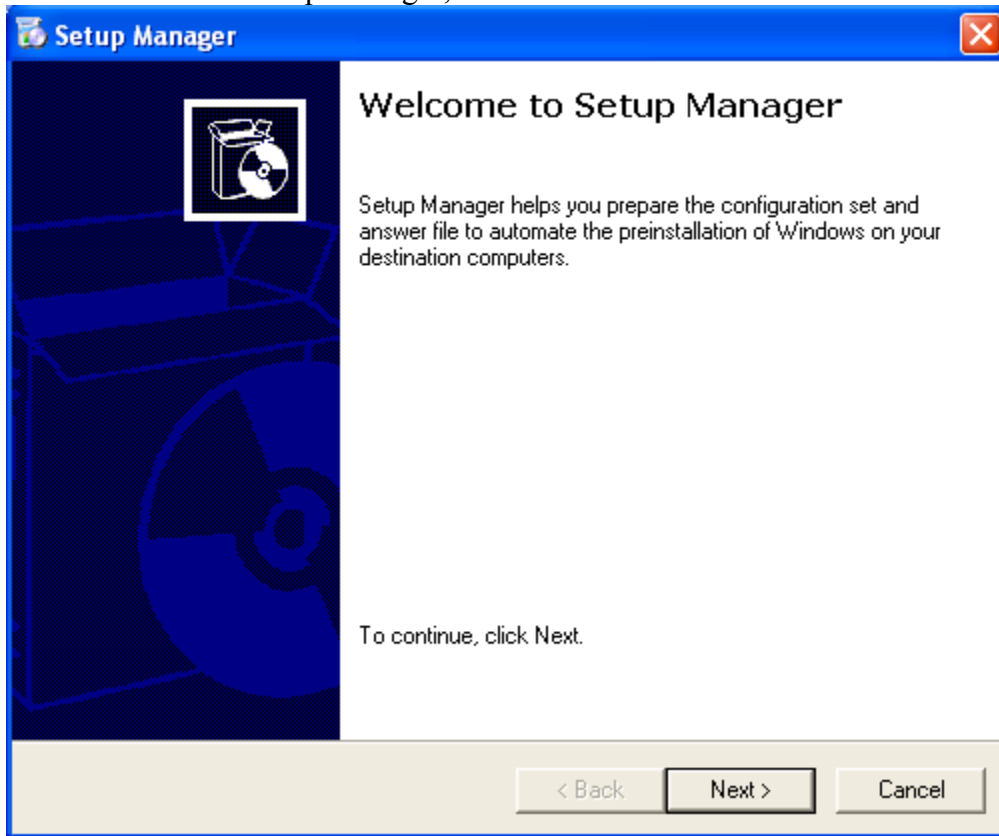 Setup Manager
Welcome to Setup Manager
Setup Manager helps you prepare the configuration set and
answer file to automate the preinstallation of Windows on your
destination computers.
To continue, click Next.
< Back Next > Cancel